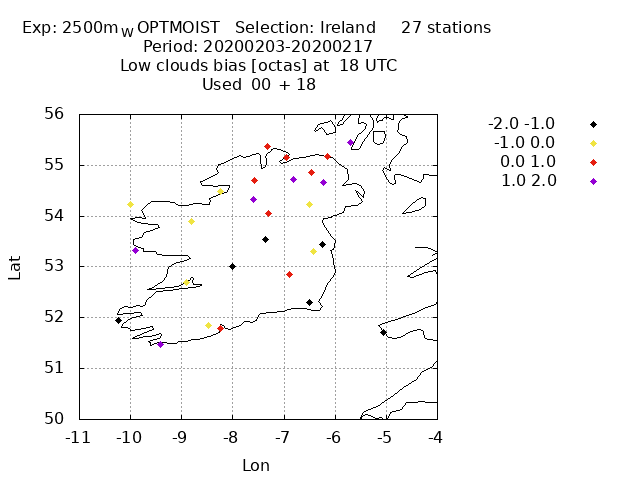 Exp: 2500m_W OPTMOIST Selection: Ireland 27 stations
Period: 20200203-20200217
Low clouds bias [octas] at 18 UTC
Used 00 + 18
-2.0 -1.0
-1.0 0.0
0.0 1.0
1.0 2.0
56
55
54
53
52
51
50
Lat
-11 -10 -9 -8 -7 -6 -5 -4
Lon